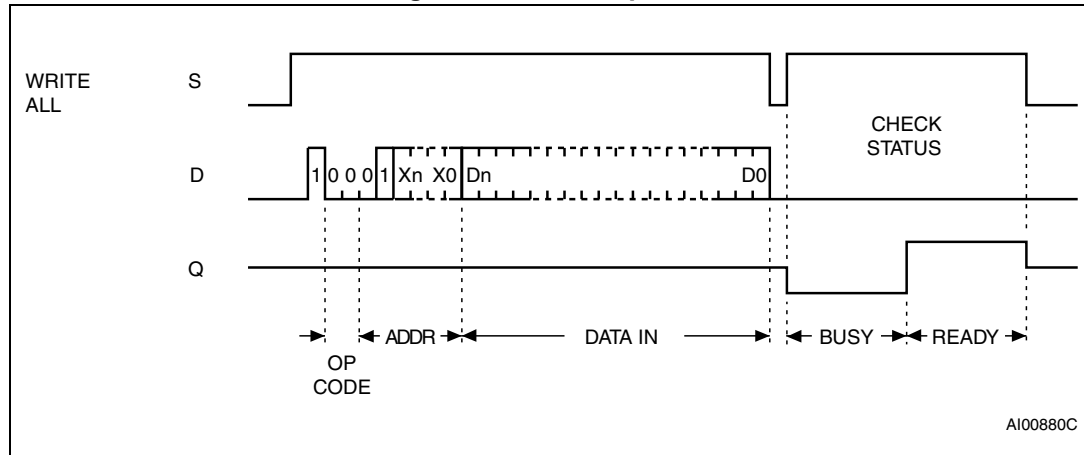 WRITE
ALL
S
CHECK
STATUS
D
1 0 0 0 1 Xn X0 Dn D0
Q
ADDR DATA IN BUSY READY
OP
CODE
AI00880C